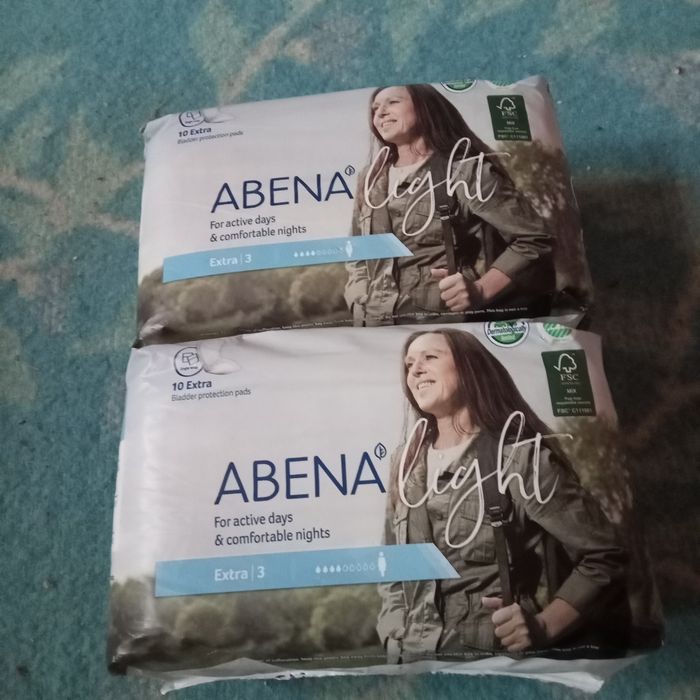 10 Extra
Bladder protection pads
FSC
MIX
ABENA light
For active days
& comfortable nights
Extra | 3
Dermatologically
10 Extra
Bladder protection pads
FSC
MIX
ABENA light
For active days
& comfortable nights
Extra | 3